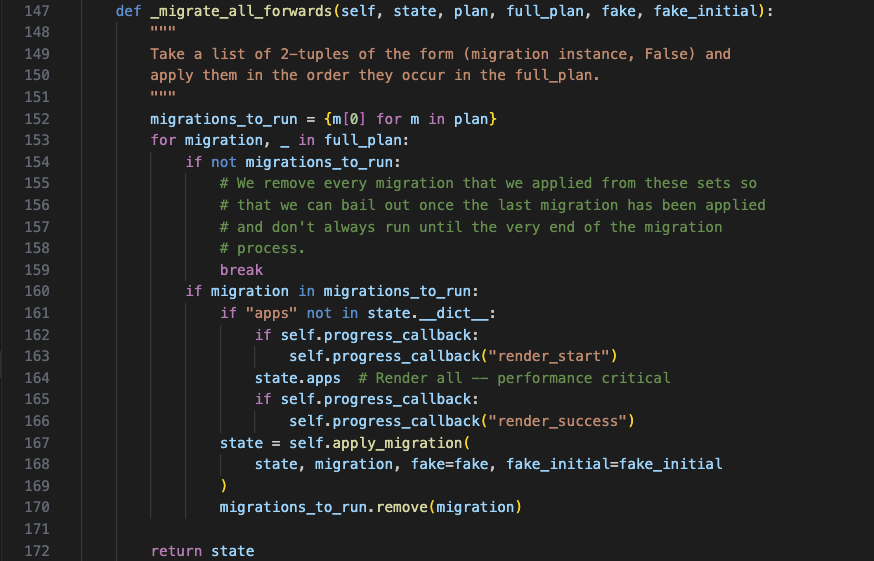 147 def _migrate_all_forwards(self, state, plan, full_plan, fake, fake_initial):
148 """
149 Take a list of 2-tuples of the form (migration instance, False) and
150 apply them in the order they occur in the full_plan.
151 """
152 migrations_to_run = {m[0] for m in plan}
153 for migration, _ in full_plan:
154 if not migrations_to_run:
155 # We remove every migration that we applied from these sets so
156 # that we can bail out once the last migration has been applied
157 # and don't always run until the very end of the migration
158 # process.
159 break
160 if migration in migrations_to_run:
161 if "apps" not in state.__dict__:
162 if self.progress_callback:
163 self.progress_callback("render_start")
164 state.apps  # Render all -- performance critical
165 if self.progress_callback:
166 self.progress_callback("render_success")
167 state = self.apply_migration(
168 state, migration, fake=fake, fake_initial=fake_initial
169 )
170 migrations_to_run.remove(migration)
171
172 return state